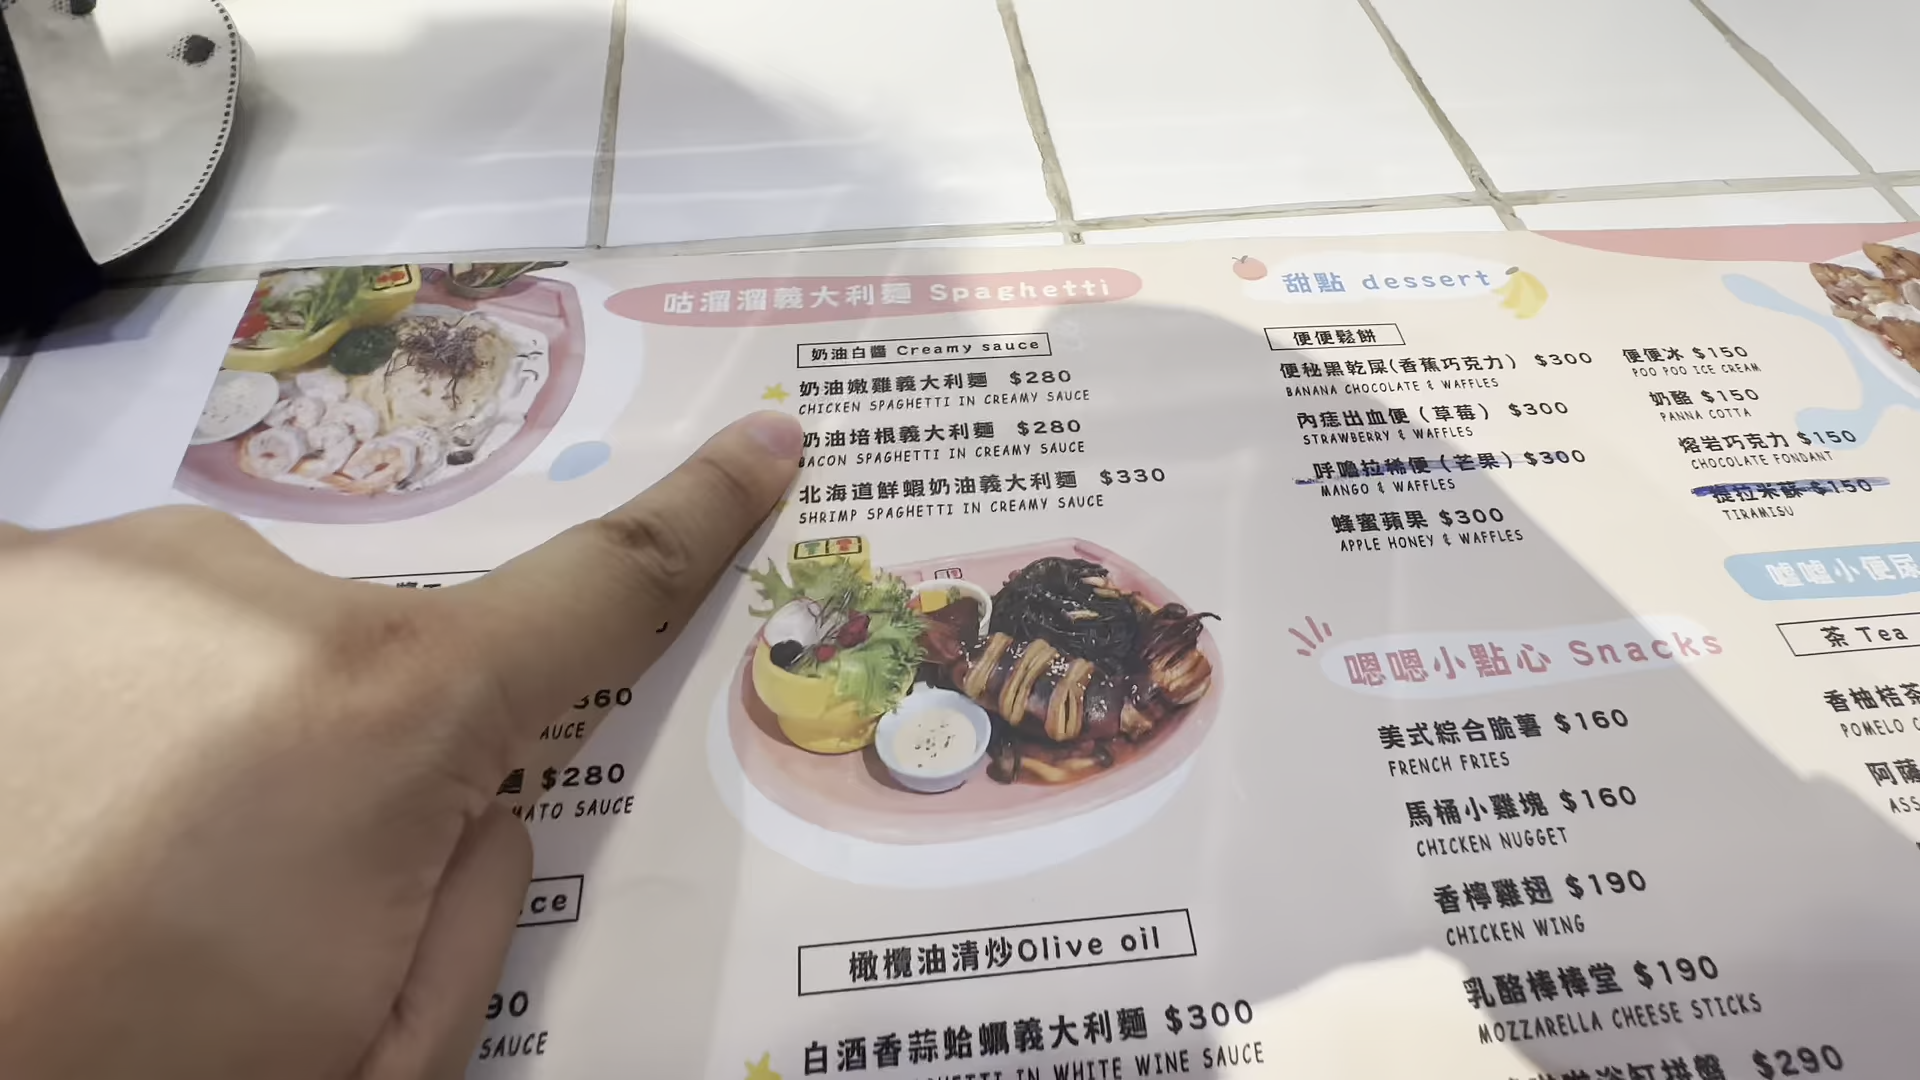 咕溜溜義大利麵 Spaghetti
奶油白醬 Creamy sauce
奶油嫩雞義大利麵 $280
CHICKEN SPAGHETTI IN CREAMY SAUCE
奶油培根義大利麵 $280
BACON SPAGHETTI IN CREAMY SAUCE
北海道鮮蝦奶油義大利麵 $330
SHRIMP SPAGHETTI IN CREAMY SAUCE
360
AUCE
麵 $280
MATO SAUCE
ce
90
SAUCE
橄欖油清炒Olive oil
白酒香蒜蛤蠣義大利麵 $300
IN WHITE WINE SAUCE
甜點 dessert
便便鬆餅
便秘黑乾屎(香蕉巧克力) $300
BANANA CHOCOLATE & WAFFLES
內痣出血便(草莓) $300
STRAWBERRY & WAFFLES
呼嚕拉稀便(芒果) $300
MANGO & WAFFLES
蜂蜜蘋果 $300
APPLE HONEY & WAFFLES
便便冰 $150
POO POO ICE CREAM
奶酪 $150
PANNA COTTA
熔岩巧克力 $150
CHOCOLATE FONDANT
提拉米蘇 $150
TIRAMISU
嗯嗯小點心 Snacks
美式綜合脆薯 $160
FRENCH FRIES
馬桶小雞塊 $160
CHICKEN NUGGET
香檸雞翅 $190
CHICKEN WING
乳酪棒棒堂 $190
MOZZARELLA CHEESE STICKS
$290
噓噓小便尿
茶 Tea
香柚桔茶
POMELO
阿薩
ASS